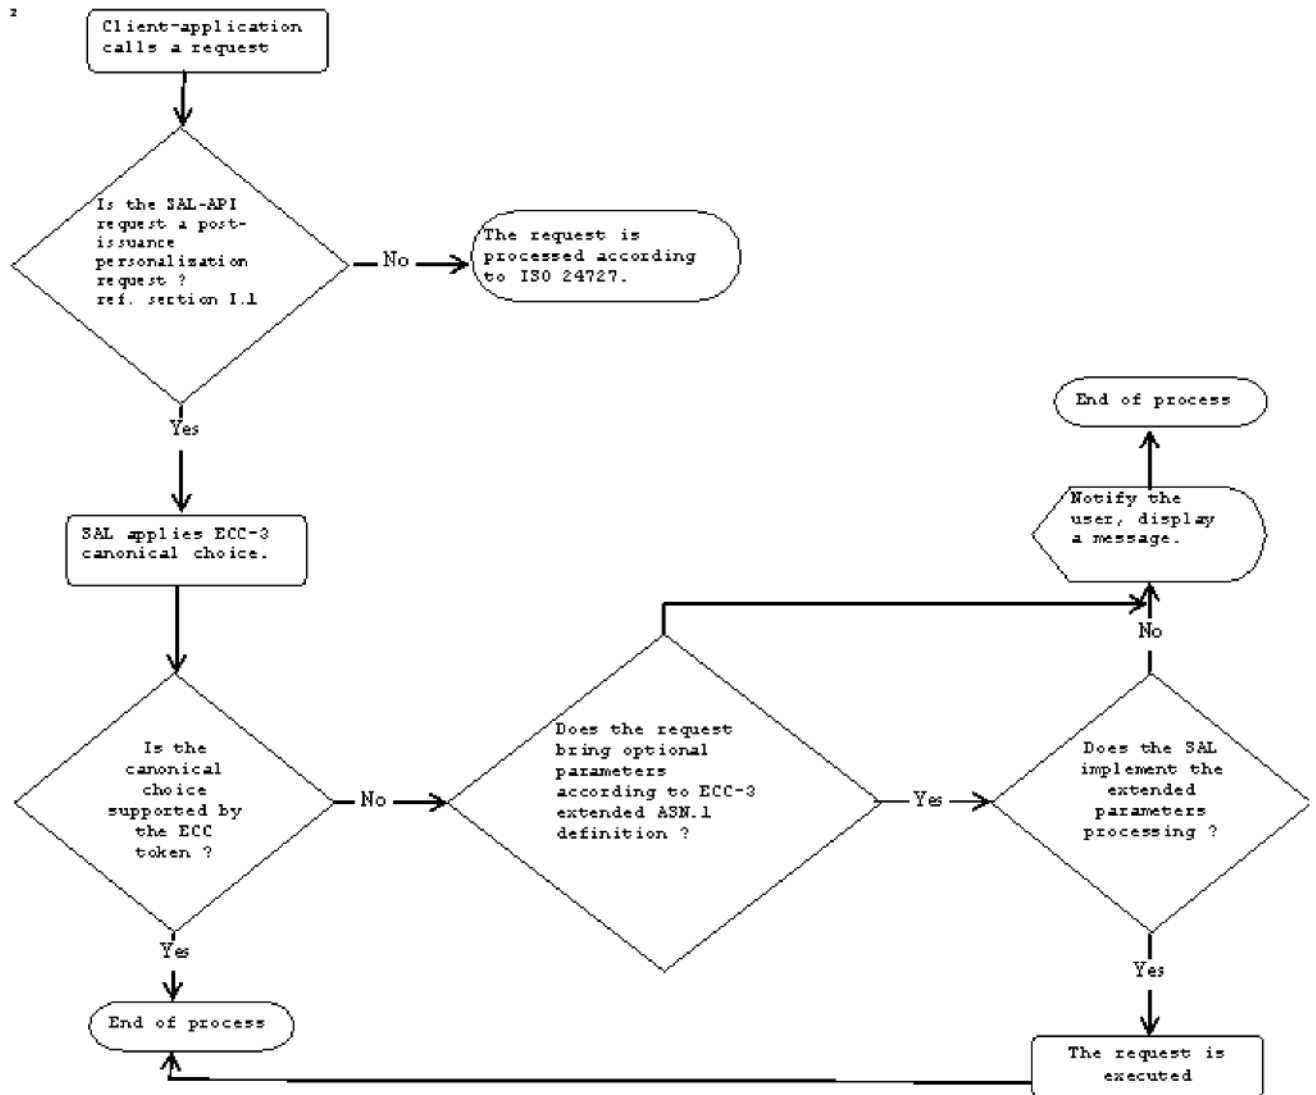 2
Client-application
calls a request
Is the SAL-API
request a post-
issuance
personalization
request ?
ref. section I.1
No
The request is
processed according
to ISO 24727.
Yes
End of process
SAL applies ECC-3
canonical choice.
Notify the
user, display
a message.
No
Is the
canonical
choice
supported by
the ECC
token ?
No
Does the request
bring optional
parameters
according to ECC-3
extended ASN.1
definition ?
Yes
Does the SAL
implement the
extended
parameters
processing ?
Yes
Yes
End of process
The request is
executed